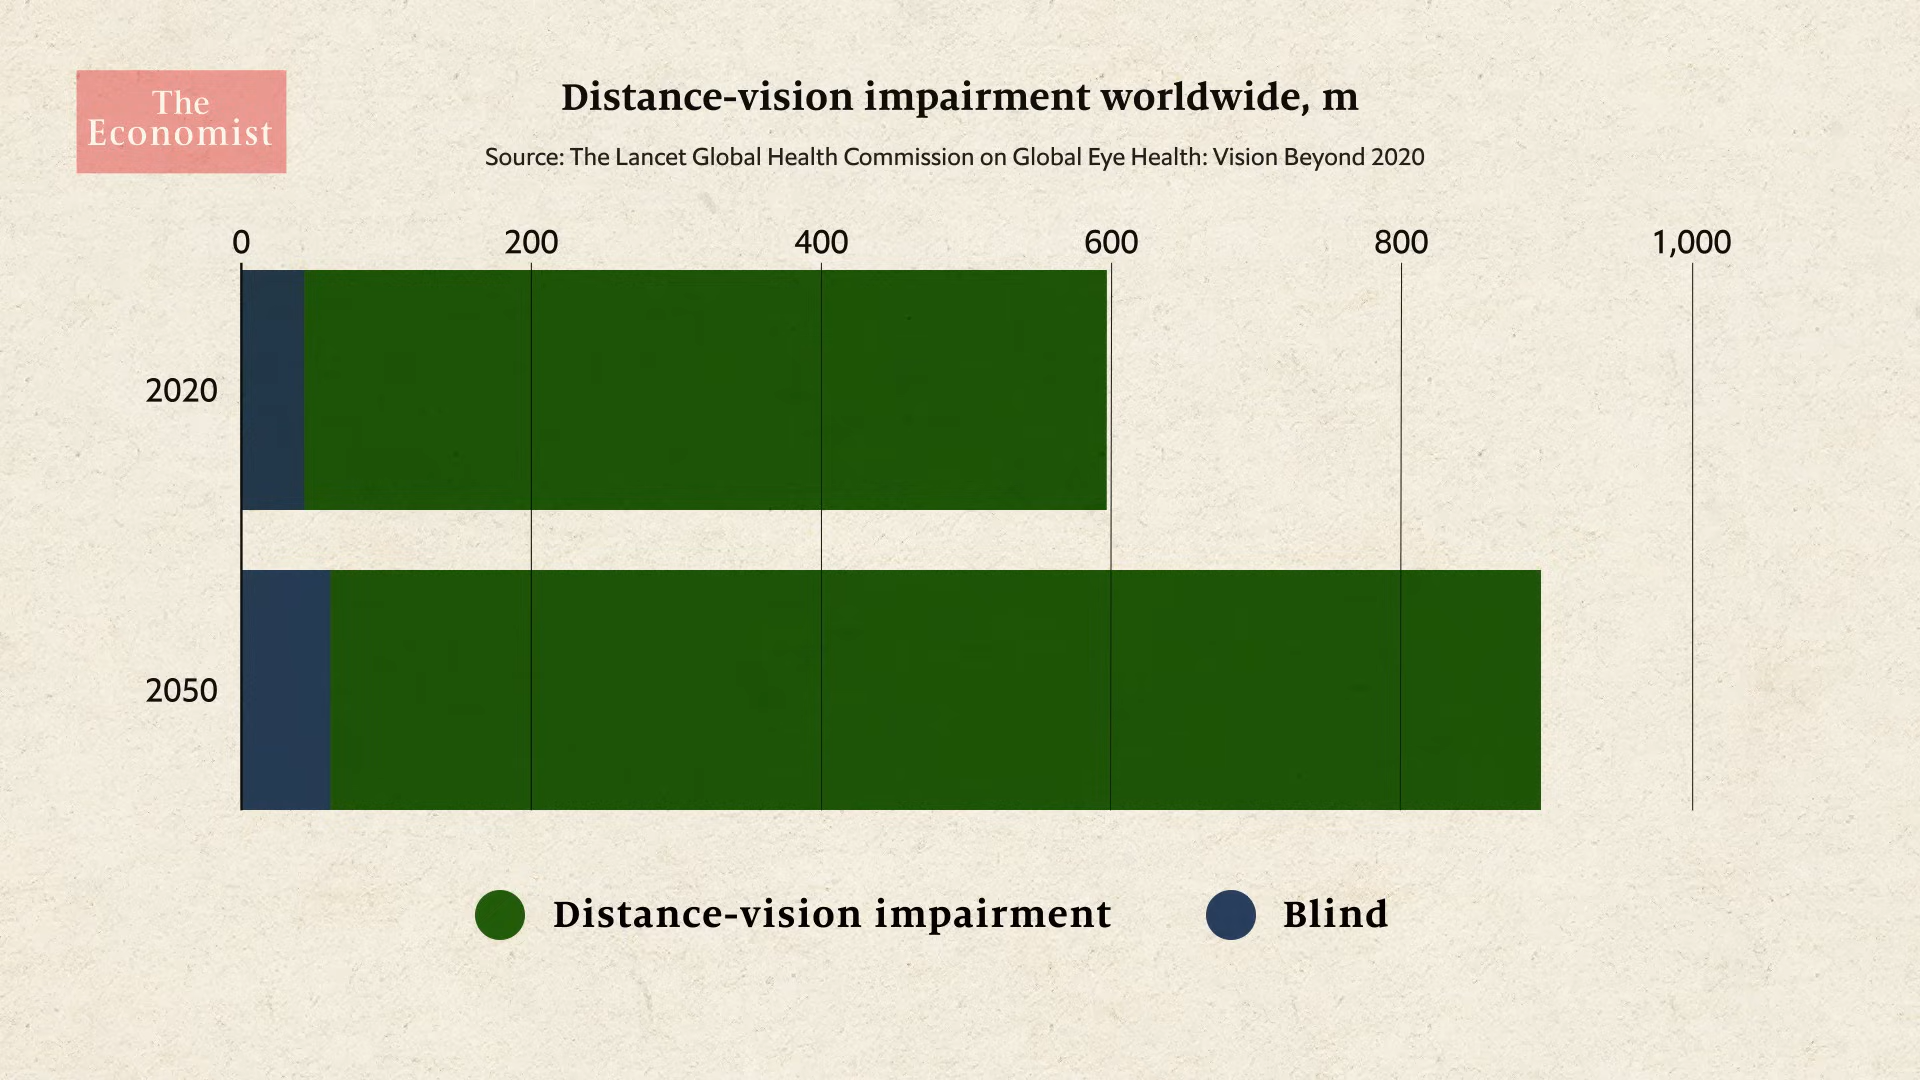 The
Economist
Distance-vision impairment worldwide, m
Source: The Lancet Global Health Commission on Global Eye Health: Vision Beyond 2020
0 200 400 600 800 1,000
2020
2050
Distance-vision impairment Blind